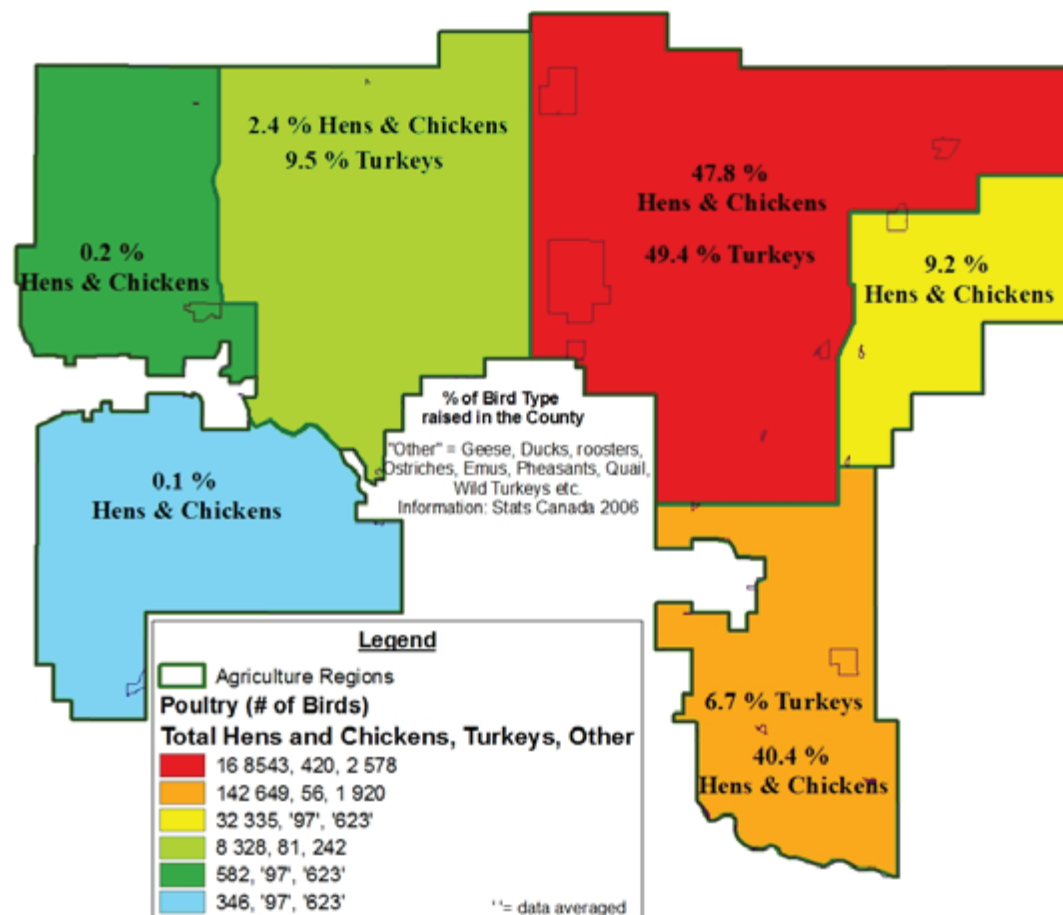 2.4 % Hens & Chickens
9.5 % Turkeys
47.8 %
Hens & Chickens
49.4 % Turkeys
0.2 %
Hens & Chickens
9.2 %
Hens & Chickens
% of Bird Type
raised in the County
"Other" = Geese, Ducks, roosters,
Ostriches, Emus, Pheasants, Quail,
Wild Turkeys etc.
Information: Stats Canada 2006
0.1 %
Hens & Chickens
6.7 % Turkeys
40.4 %
Hens & Chickens
Legend
Agriculture Regions
Poultry (# of Birds)
Total Hens and Chickens, Turkeys, Other
16 8543, 420, 2 578
142 649, 56, 1 920
32 335, '97', '623'
8 328, 81, 242
582, '97', '623'
346, '97', '623'
' '= data averaged